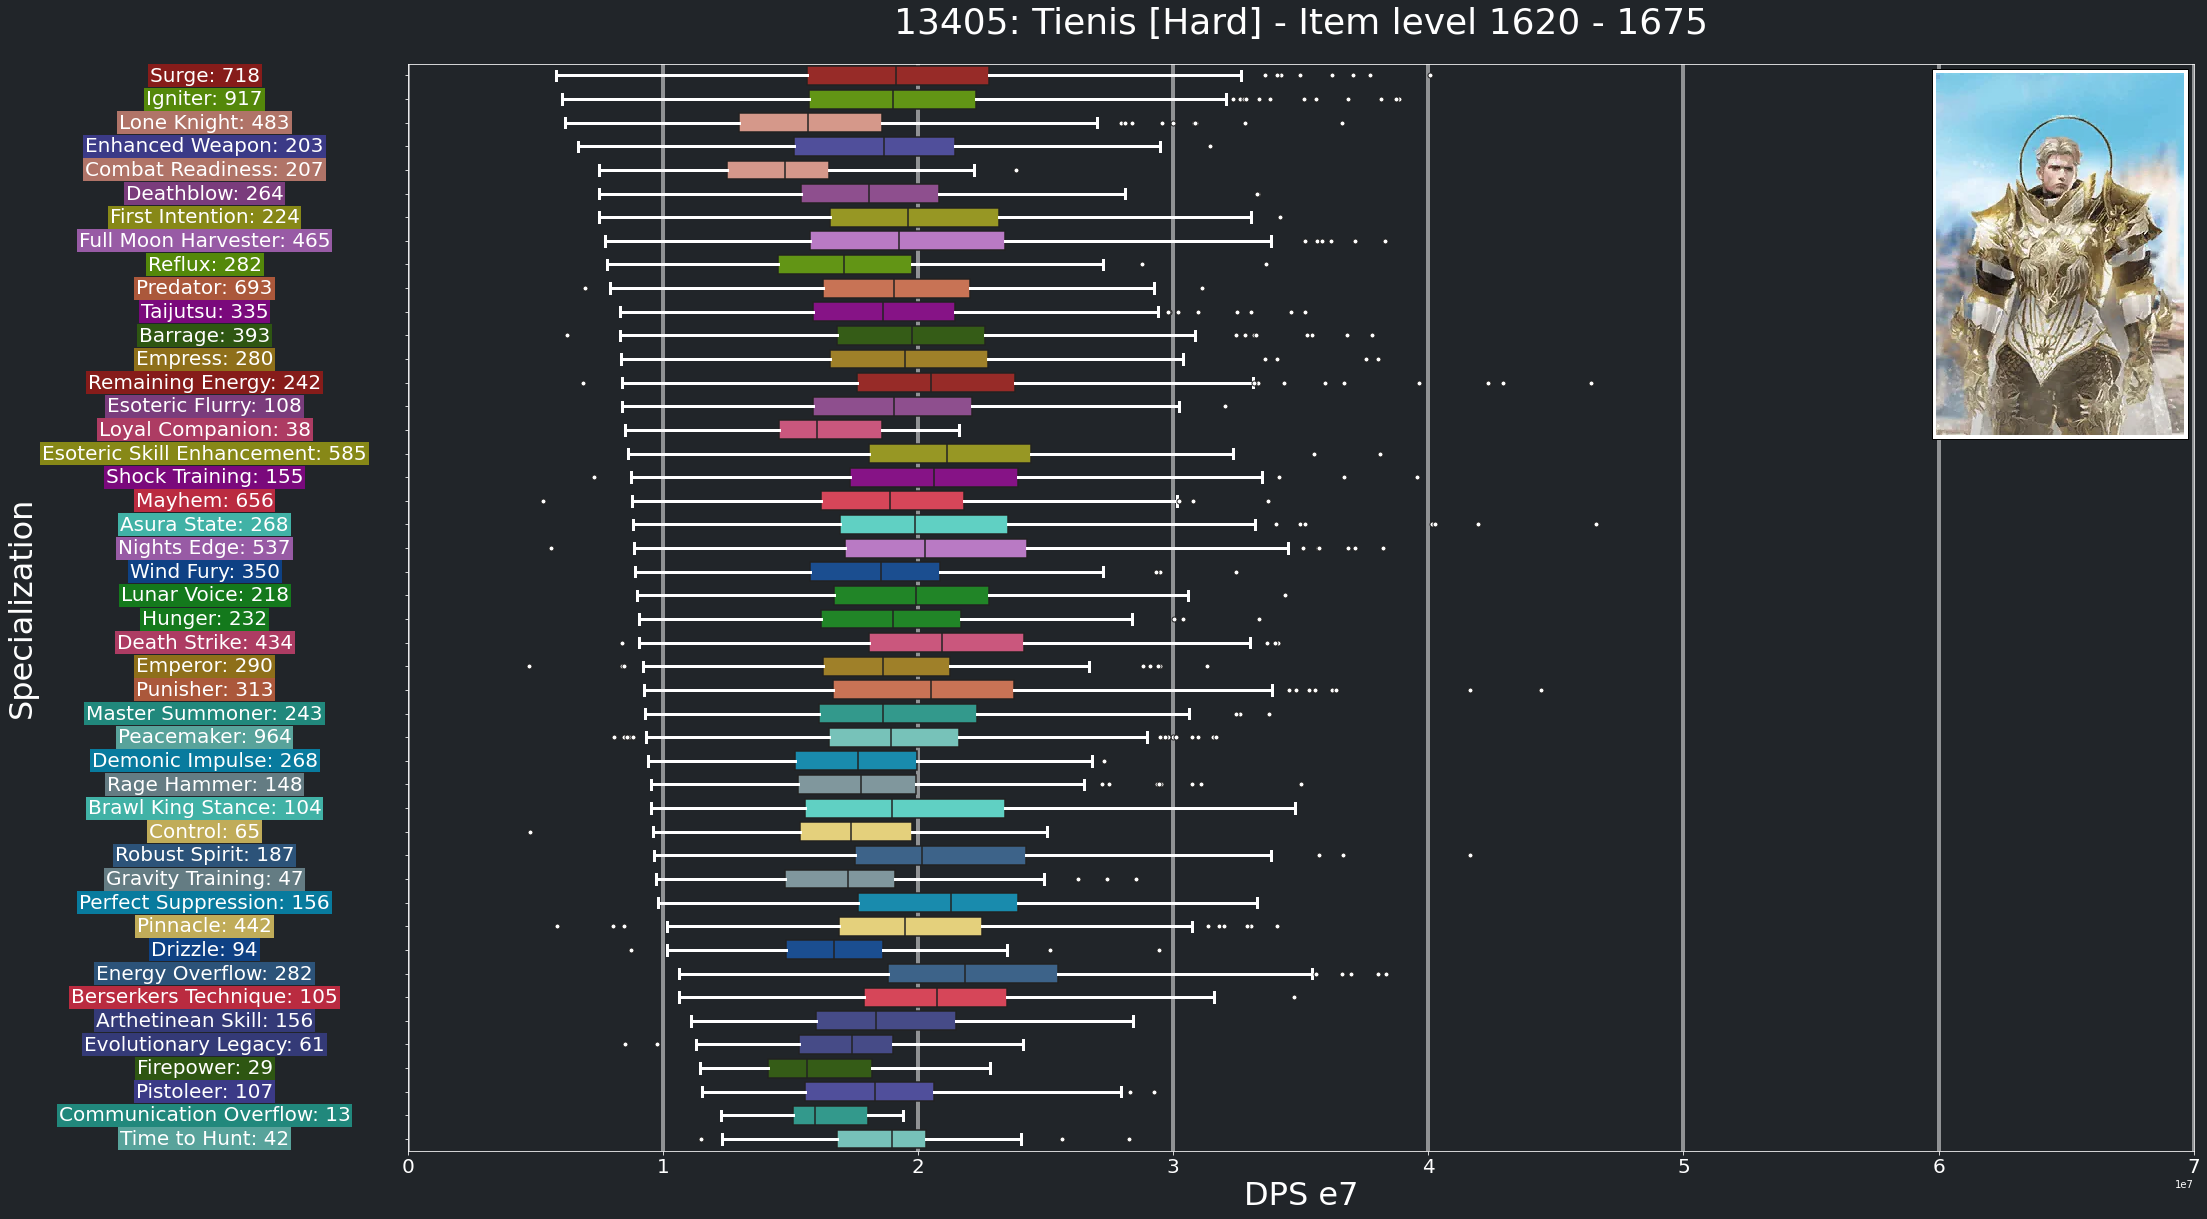 13405: Tienis [Hard] - Item level 1620 - 1675
Surge: 718
Igniter: 917
Lone Knight: 483
Enhanced Weapon: 203
Combat Readiness: 207
Deathblow: 264
First Intention: 224
Full Moon Harvester: 465
Reflux: 282
Predator: 693
Taijutsu: 335
Barrage: 393
Empress: 280
Remaining Energy: 242
Esoteric Flurry: 108
Loyal Companion: 38
Esoteric Skill Enhancement: 585
Shock Training: 155
Mayhem: 656
Asura State: 268
Nights Edge: 537
Wind Fury: 350
Lunar Voice: 218
Hunger: 232
Death Strike: 434
Emperor: 290
Punisher: 313
Master Summoner: 243
Peacemaker: 964
Demonic Impulse: 268
Rage Hammer: 148
Brawl King Stance: 104
Control: 65
Robust Spirit: 187
Gravity Training: 47
Perfect Suppression: 156
Pinnacle: 442
Drizzle: 94
Energy Overflow: 282
Berserkers Technique: 105
Arthetinean Skill: 156
Evolutionary Legacy: 61
Firepower: 29
Pistoleer: 107
Communication Overflow: 13
Time to Hunt: 42
Specialization
0 1 2 3 4 5 6 7
1e7
DPS e7